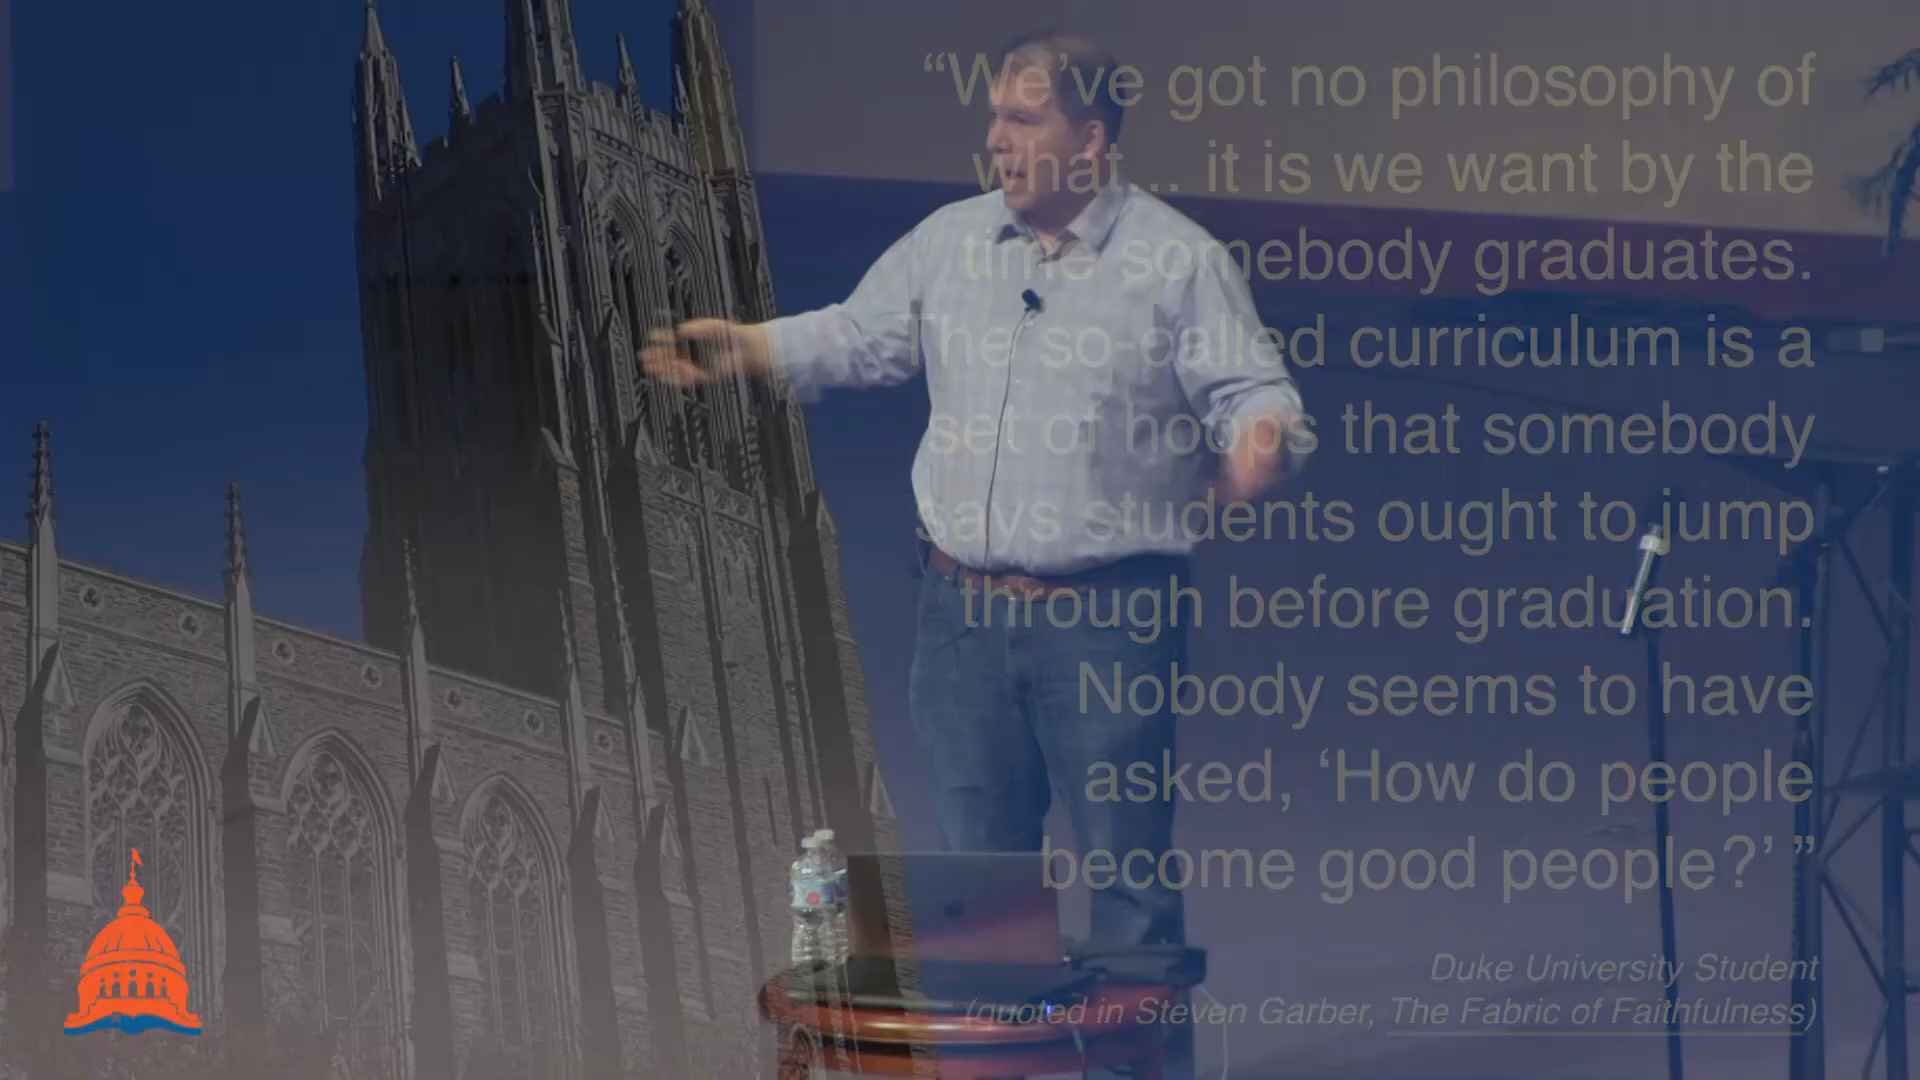 “We’ve got no philosophy of
what... it is we want by the
time somebody graduates.
The so-called curriculum is a
set of hoops that somebody
says students ought to jump
through before graduation.
Nobody seems to have
asked, ‘How do people
become good people?’ ”
Duke University Student
(quoted in Steven Garber, The Fabric of Faithfulness)